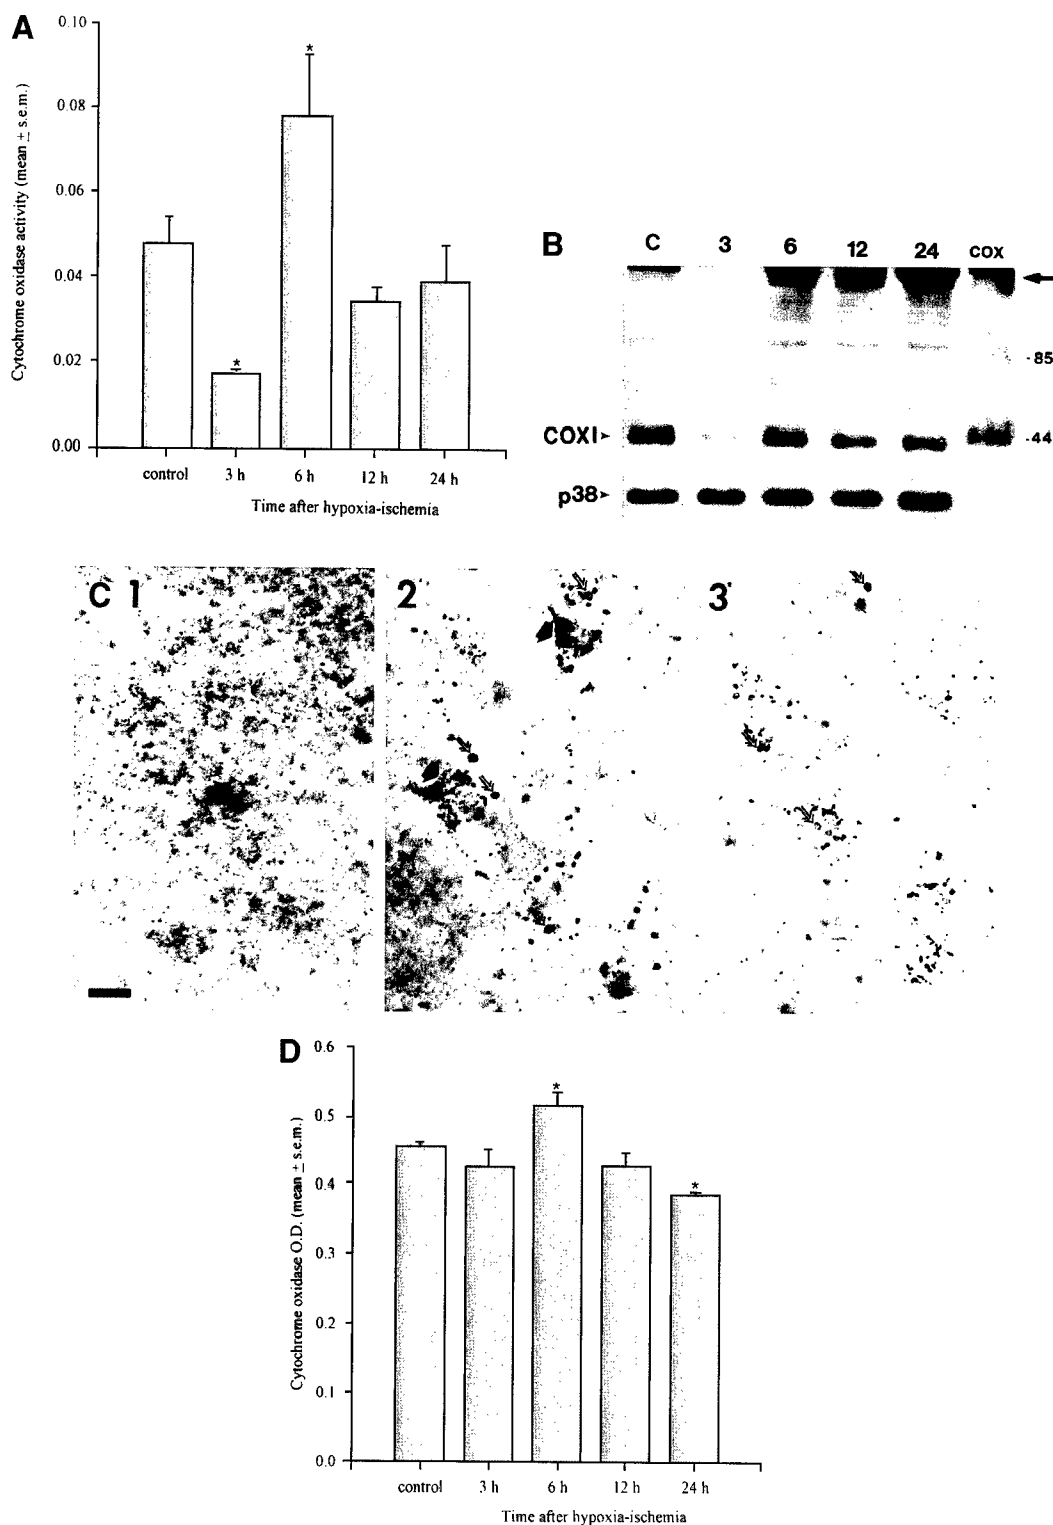 A
Cytochrome oxidase activity (mean ± s.e.m.)
0.10
0.08
0.06
0.04
0.02
0.00
*
*
control 3 h 6 h 12 h 24 h
Time after hypoxia-ischemia
B
C 3 6 12 24 cox
-85
COXI -44
p38
C 1
2
3
D
Cytochrome oxidase O.D. (mean ± s.e.m.)
0.6
0.5
0.4
0.3
0.2
0.1
0.0
*
*
control 3 h 6 h 12 h 24 h
Time after hypoxia-ischemia